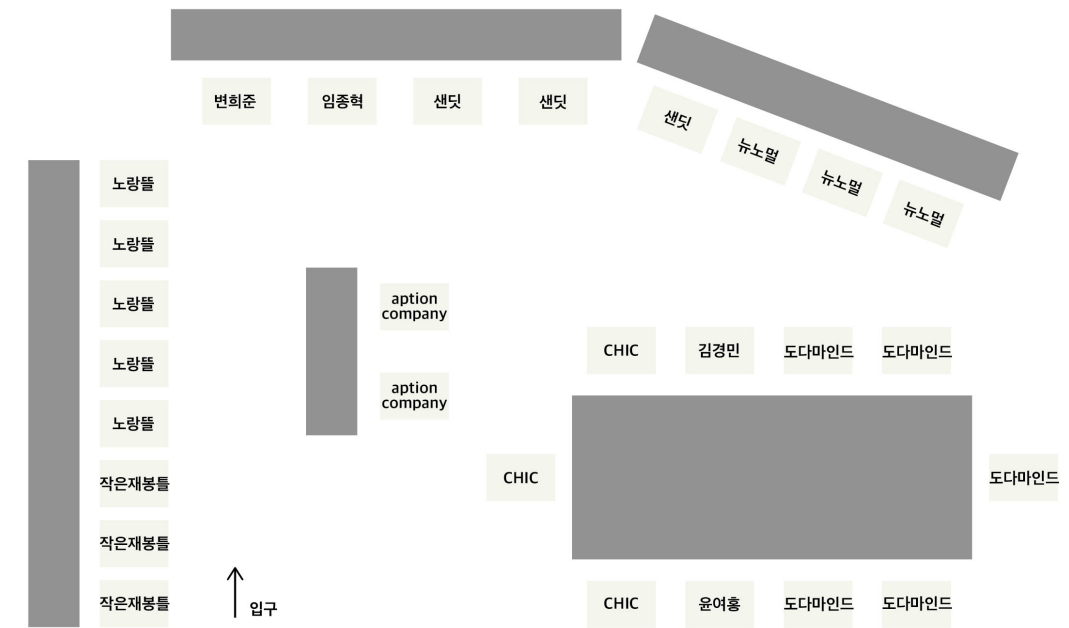 변희준
임종혁
샌딧
샌딧
샌딧
뉴노멀
뉴노멀
뉴노멀
노랑뜰
노랑뜰
노랑뜰
노랑뜰
노랑뜰
작은재봉틀
작은재봉틀
작은재봉틀
aption
company
aption
company
CHIC
김경민
도다마인드
도다마인드
CHIC
도다마인드
CHIC
윤여홍
도다마인드
도다마인드
입구